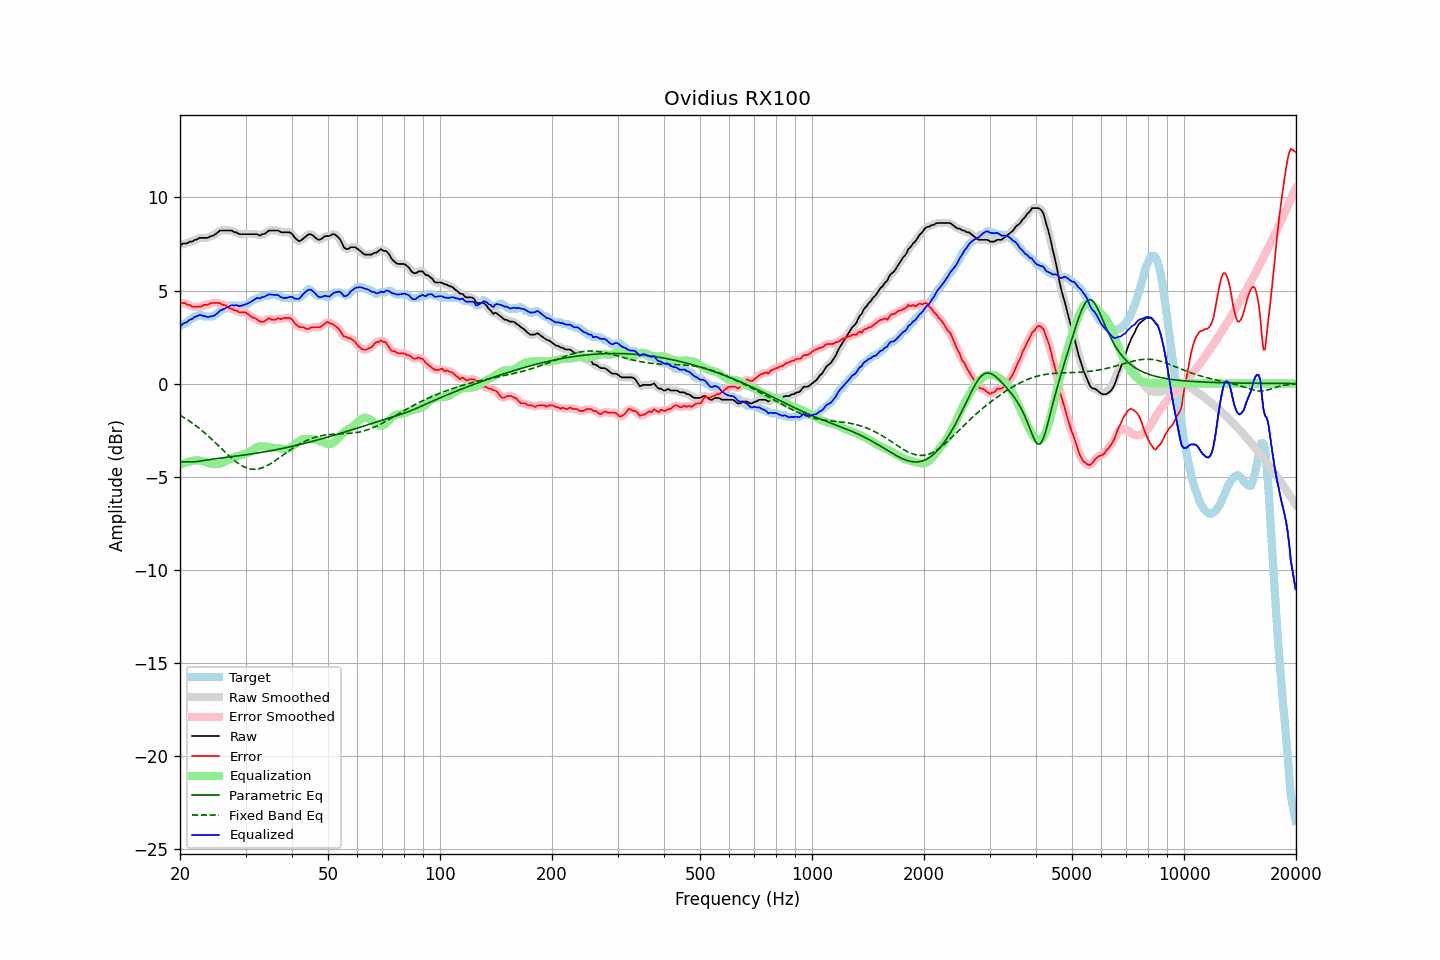 Ovidius RX100
Amplitude (dBr)
10
5
0
−5
−10
−15
−20
−25
Target
Raw Smoothed
Error Smoothed
Raw
Error
Equalization
Parametric Eq
Fixed Band Eq
Equalized
20 50 100 200 500 1000 2000 5000 10000 20000
Frequency (Hz)